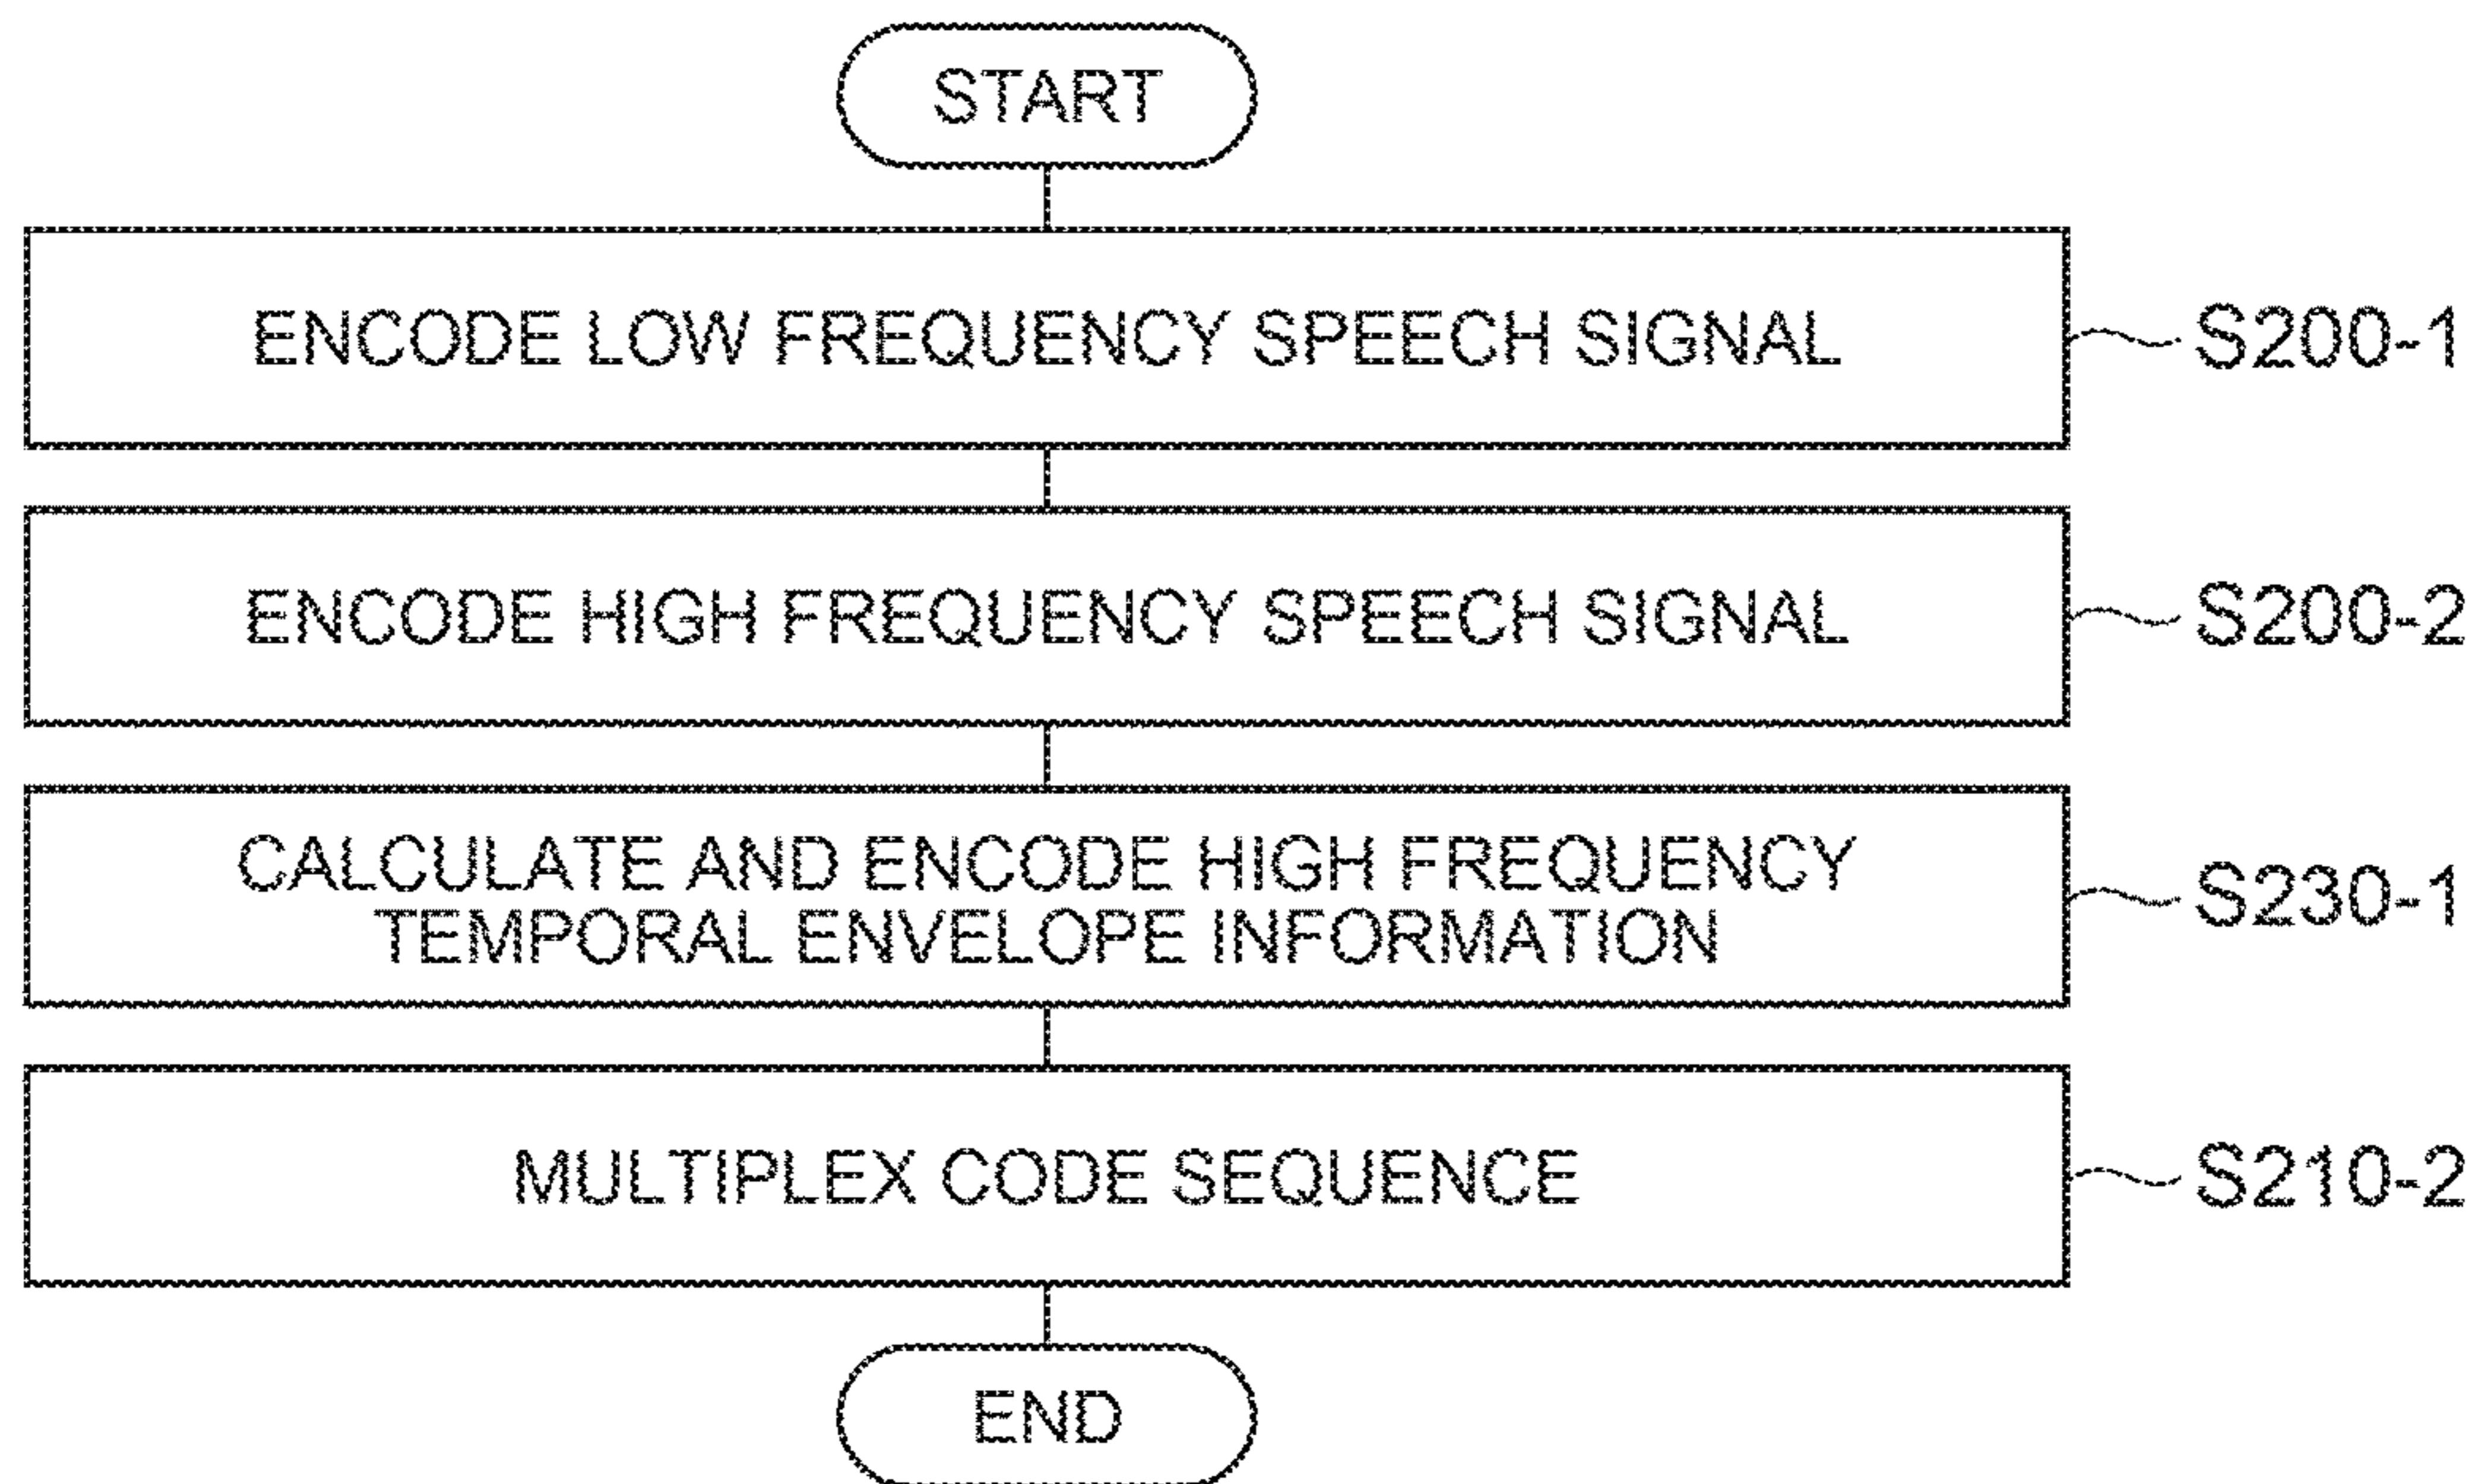 START
ENCODE LOW FREQUENCY SPEECH SIGNAL
S200-1
ENCODE HIGH FREQUENCY SPEECH SIGNAL
S200-2
CALCULATE AND ENCODE HIGH FREQUENCY
TEMPORAL ENVELOPE INFORMATION
S230-1
MULTIPLEX CODE SEQUENCE
S210-2
END